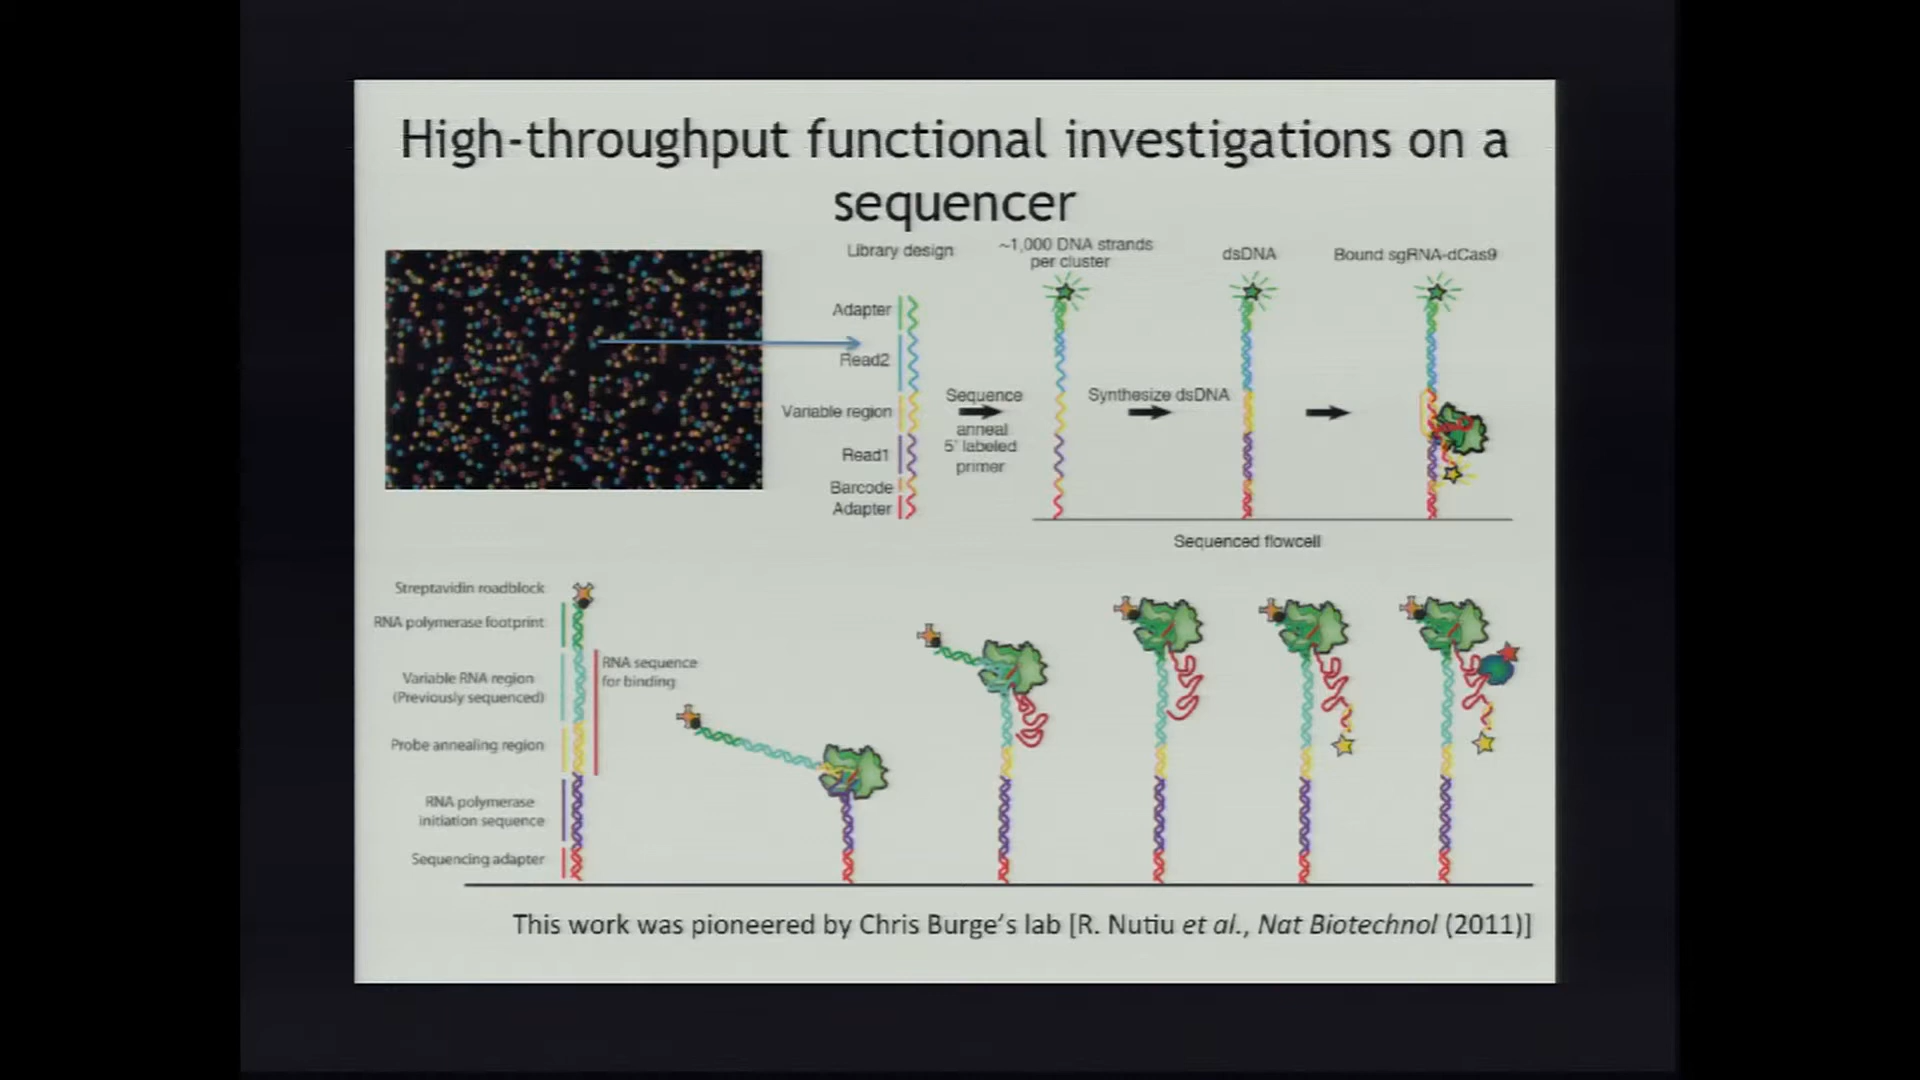 High-throughput functional investigations on a
sequencer
Library design
~1,000 DNA strands
per cluster
dsDNA
Bound sgRNA-dCas9
Adapter
Read2
Variable region
Read1
Barcode
Adapter
Sequence
anneal
5' labeled
primer
Synthesize dsDNA
Sequenced flowcell
Streptavidin roadblock
RNA polymerase footprint
Variable RNA region
(Previously sequenced)
Probe annealing region
RNA polymerase
initiation sequence
Sequencing adapter
RNA sequence
for binding
This work was pioneered by Chris Burge's lab [R. Nutiu et al., Nat Biotechnol (2011)]